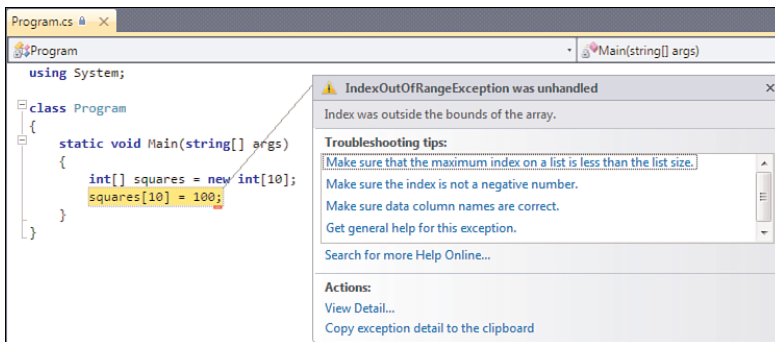 Program.cs
Program
Main(string[] args)
using System;
class Program
{
static void Main(string[] args)
{
int[] squares = new int[10];
squares[10] = 100;
}
}
IndexOutOfRangeException was unhandled
Index was outside the bounds of the array.
Troubleshooting tips:
Make sure that the maximum index on a list is less than the list size.
Make sure the index is not a negative number.
Make sure data column names are correct.
Get general help for this exception.
Search for more Help Online...
Actions:
View Detail...
Copy exception detail to the clipboard